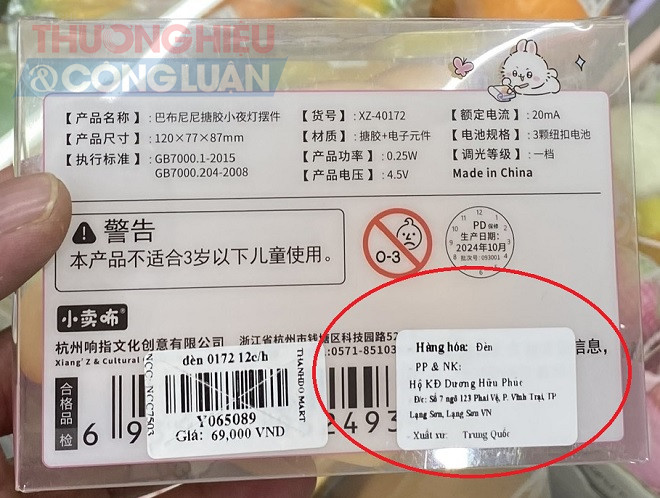 THƯƠNG HIỆU
& CÔNG LUẬN
【产品名称】 巴布尼尼搪胶小夜灯摆件
【产品尺寸】 120×77×87mm
【执行标准】 GB7000.1-2015
GB7000.204-2008
【货号】 XZ-40172
【材质】 搪胶+电子元件
【产品功率】 0.25W
【产品电压】 4.5V
【额定电流】 20mA
【电池规格】 3颗纽扣电池
【调光等级】 一档
Made in China
警告
本产品不适合3岁以下儿童使用。
0-3
PD
生产日期:
2024年10月
批次号:093001
小卖咘
杭州响指文化创意有限公司
Xiang'Z & Cultural
浙江省杭州市钱塘区科技园路57
:0571-85103
信息,
合格品
检
6 9
2493
đèn 0172 12c/h
Y065089
Giá: 69,000 VND
THANHDO MART
Hàng hóa: Đèn
PP & NK:
Hộ KD Dương Hữu Phúc
Đc: Số 7 ngõ 123 Phai Vệ, P. Vĩnh Trại, TP
Lạng Sơn, Lạng Sơn VN
Xuất xứ: Trung Quốc